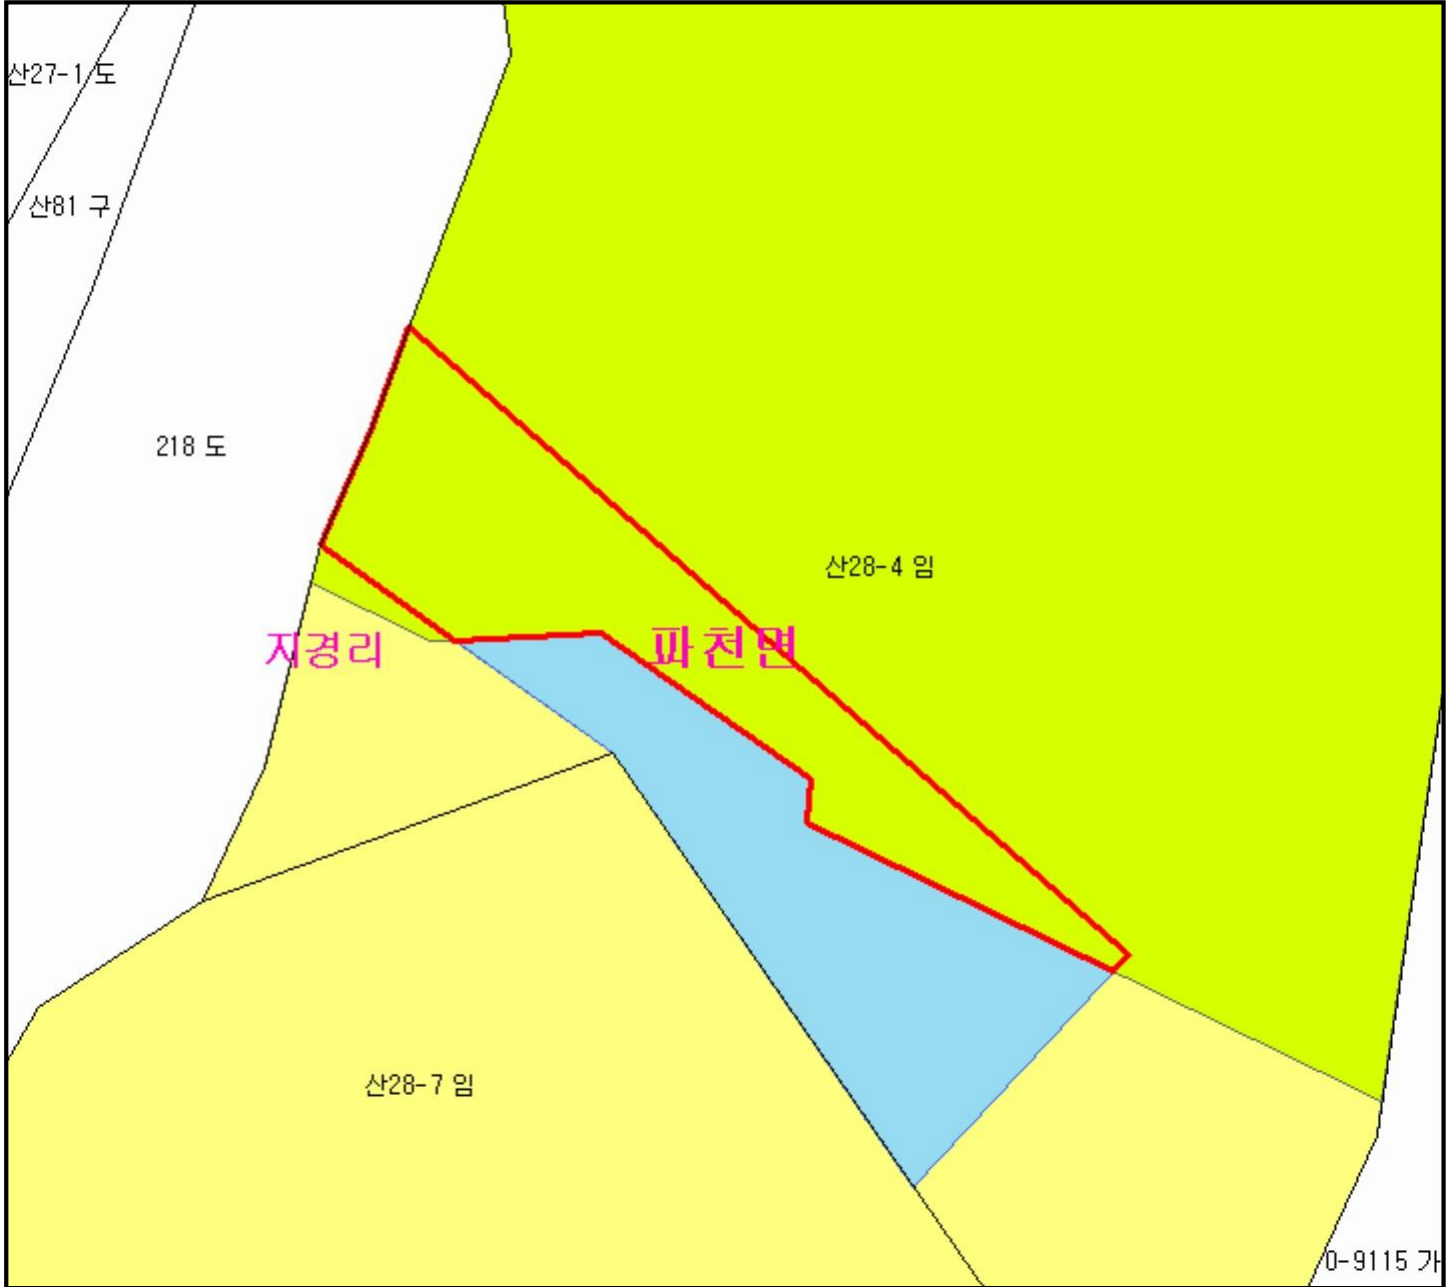 산27-1 도
산81 구
218 도
산28-4 임
지경리
파천면
산28-7 임
0-9115 가